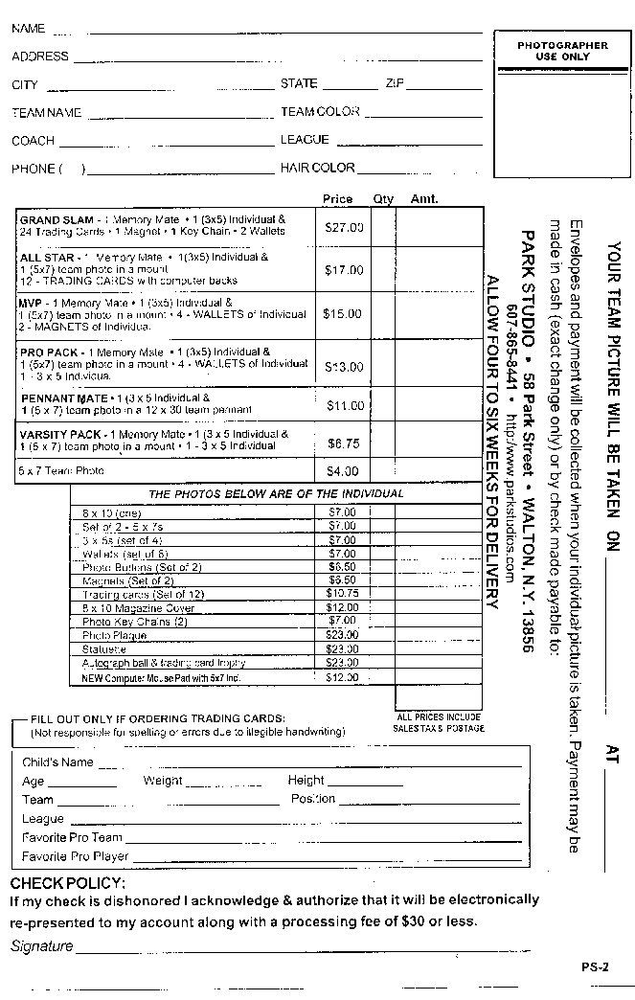 NAME
ADDRESS
CITY STATE ZIP
TEAM NAME TEAM COLOR
COACH LEAGUE
PHONE ( ) HAIR COLOR
PHOTOGRAPHER
USE ONLY
Price Qty Amt.
GRAND SLAM - 1 Memory Mate • 1 (3x5) Individual &
24 Trading Cards • 1 Magnet • 1 Key Chain • 2 Wallets $27.00
ALL STAR - 1 Memory Mate • 1(3x5) Individual &
1 (5x7) team photo in a mount $17.00
12 - TRADING CARDS with computer backs
MVP - 1 Memory Mate • 1 (3x5) Individual &
1 (5x7) team photo in a mount • 4 - WALLETS of Individual $15.00
2 - MAGNETS of Individual
PRO PACK - 1 Memory Mate • 1 (3x5) Individual &
1 (5x7) team photo in a mount • 4 - WALLETS of Individual $13.00
1 - 3 x 5 Individual
PENNANT MATE • 1 (3 x 5 Individual &
1 (5 x 7) team photo in a 12 x 30 team pennant $11.00
VARSITY PACK - 1 Memory Mate • 1 (3 x 5 Individual &
1 (5 x 7) team photo in a mount • 1 - 3 x 5 Individual $6.75
5 x 7 Team Photo $4.00
THE PHOTOS BELOW ARE OF THE INDIVIDUAL
8 x 10 (one) $7.00
Set of 2 - 5 x 7s $7.00
3 x 5s (set of 4) $7.00
Wallets (set of 8) $7.00
Photo Buttons (Set of 2) $6.50
Magnets (Set of 2) $6.50
Trading cards (Set of 12) $10.75
8 x 10 Magazine Cover $12.00
Photo Key Chains (2) $7.00
Photo Plaque $23.00
Statuette $23.00
Autograph ball & trading card trophy $23.00
NEW Computer Mouse Pad with 5x7 Ind. $12.00
ALL PRICES INCLUDE
SALES TAX & POSTAGE
YOUR TEAM PICTURE WILL BE TAKEN ON AT
Envelopes and payment will be collected when your individual picture is taken. Payment may be
made in cash (exact change only) or by check made payable to:
PARK STUDIO • 58 Park Street • WALTON, N.Y. 13856
607-865-8441 • http:/www.parkstudios.com
ALLOW FOUR TO SIX WEEKS FOR DELIVERY
FILL OUT ONLY IF ORDERING TRADING CARDS:
(Not responsible for spelling or errors due to illegible handwriting)
Child's Name
Age Weight Height
Team Position
League
Favorite Pro Team
Favorite Pro Player
CHECK POLICY:
If my check is dishonored I acknowledge & authorize that it will be electronically
re-presented to my account along with a processing fee of $30 or less.
Signature
PS-2